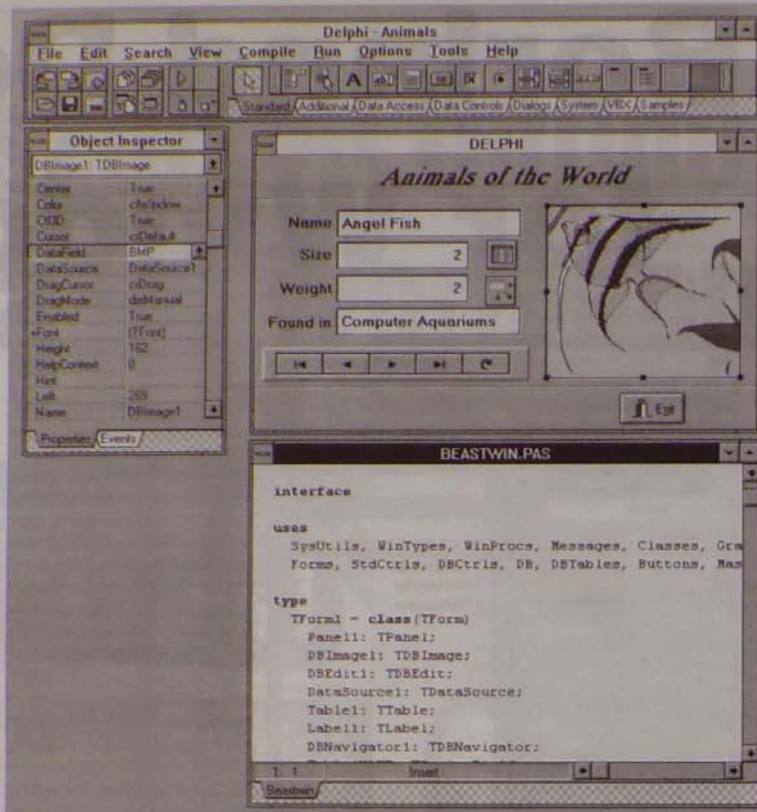 Delphi - Animals
File Edit Search View Compile Run Options Tools Help
Standard Additional Data Access Data Controls Dialogs System VBX Samples
Object Inspector
DBImage1: TDBImage
Center True
Color clWindow
Ctl3D True
Cursor crDefault
DataField BMP
DataSource DataSource1
DragCursor crDrag
DragMode dmManual
Enabled True
+Font (TFont)
Height 162
HelpContext 0
Hint
Left 269
Name DBImage1
Properties Events
DELPHI
Animals of the World
Name Angel Fish
Size 2
Weight 2
Found in Computer Aquariums
Exit
BEASTWIN.PAS
interface
uses
SysUtils, WinTypes, WinProcs, Messages, Classes, Gra
Forms, StdCtrls, DBCtrls, DB, DBTables, Buttons, Mas
type
TForm1 = class(TForm)
Panel1: TPanel;
DBImage1: TDBImage;
DBEdit1: TDBEdit;
DataSource1: TDataSource;
Table1: TTable;
Label1: TLabel;
DBNavigator1: TDBNavigator;
1: 1 Insert
Beastwin